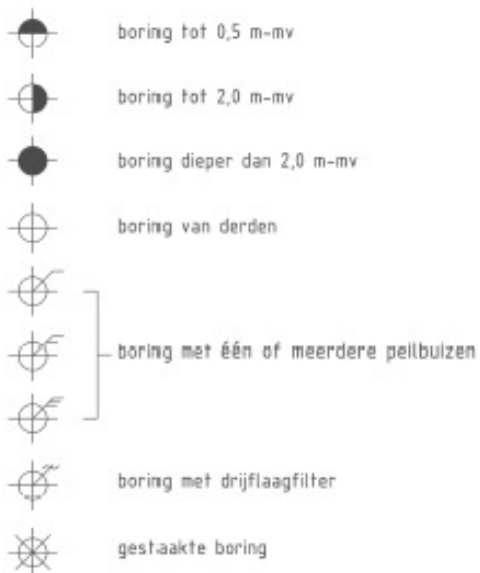 boring tot 0,5 m-mv
boring tot 2,0 m-mv
boring dieper dan 2,0 m-mv
boring van derden
boring met één of meerdere peilbuizen
boring met drijflaagfilter
gestaakte boring